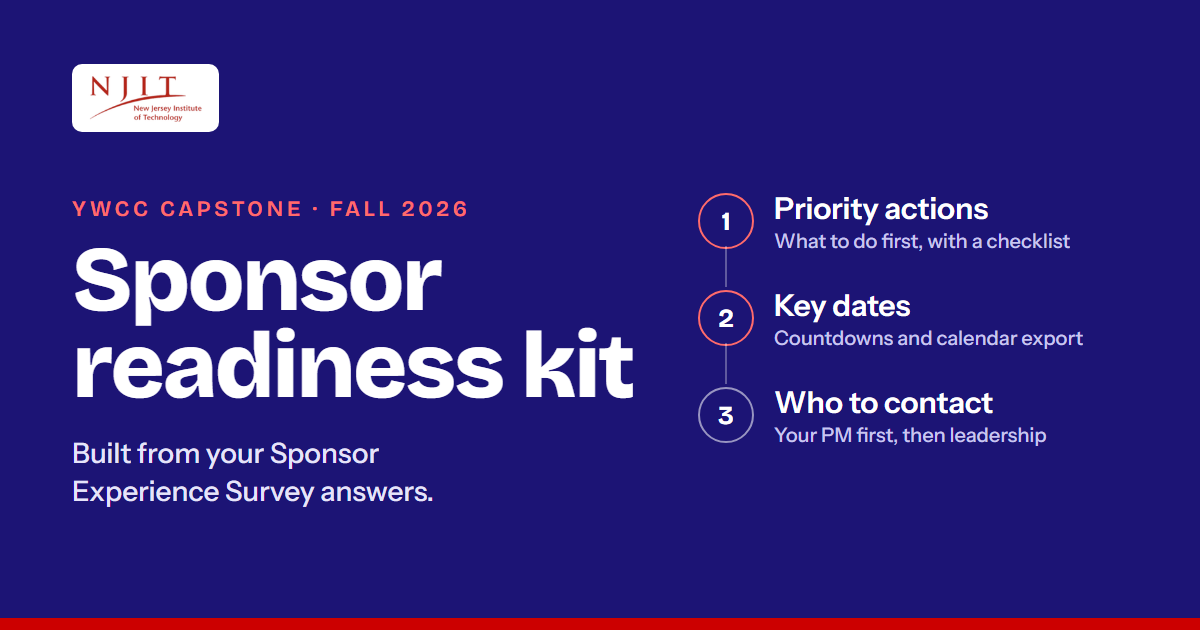 NJIT
New Jersey Institute
of Technology
YWCC CAPSTONE · FALL 2026
Sponsor
readiness kit
Built from your Sponsor
Experience Survey answers.
1
Priority actions
What to do first, with a checklist
2
Key dates
Countdowns and calendar export
3
Who to contact
Your PM first, then leadership